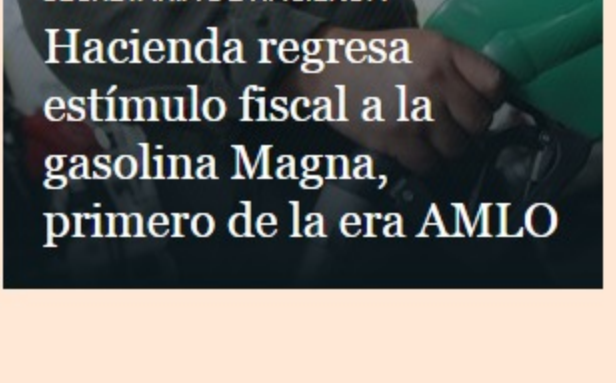 Hacienda regresa
estímulo fiscal a la
gasolina Magna,
primero de la era AMLO